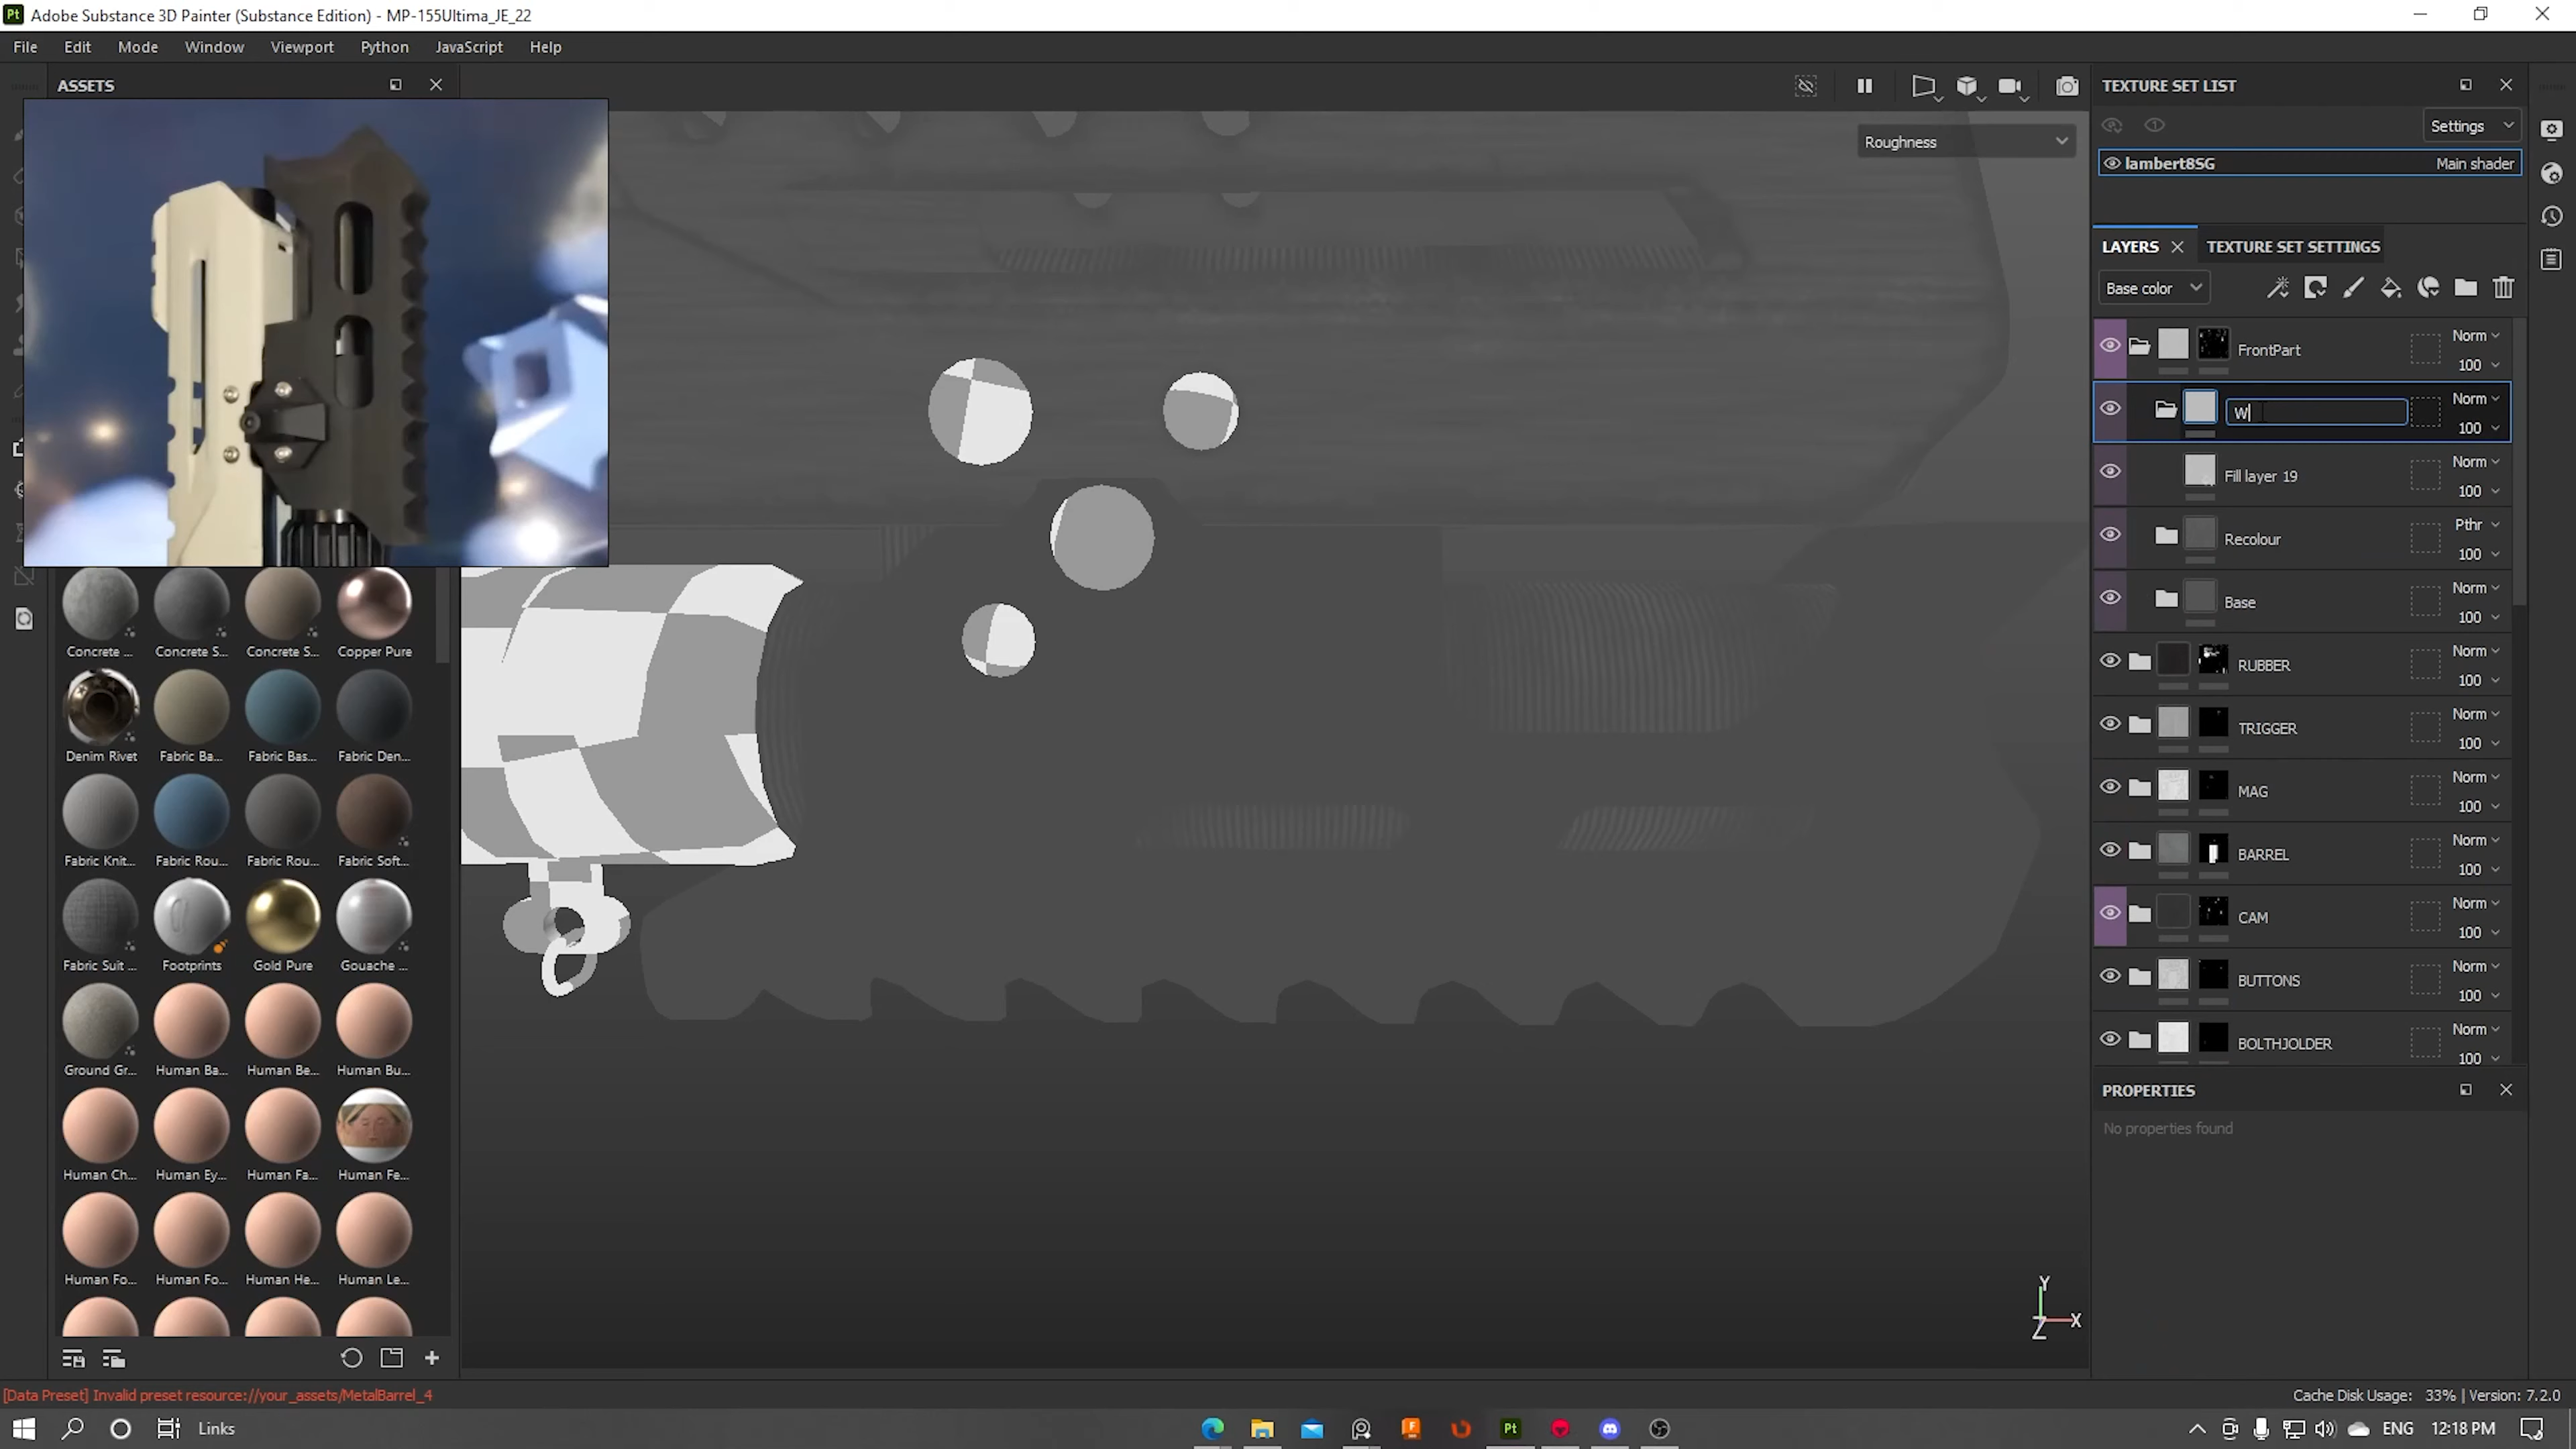 Pt Adobe Substance 3D Painter (Substance Edition) - MP-155Ultima_JE_22
File Edit Mode Window Viewport Python JavaScript Help
ASSETS
Roughness
Concrete ... Concrete S... Concrete S... Copper Pure
Denim Rivet Fabric Ba... Fabric Bas... Fabric Den...
Fabric Knit... Fabric Rou... Fabric Rou... Fabric Soft...
Fabric Suit ... Footprints Gold Pure Gouache ...
Ground Gr... Human Ba... Human Be... Human Bu...
Human Ch... Human Ey... Human Fa... Human Fe...
Human Fo... Human Fo... Human He... Human Le...
Y
X
Z
TEXTURE SET LIST
Settings
lambert8SG Main shader
LAYERS TEXTURE SET SETTINGS
Base color
FrontPart Norm
100
W Norm
100
Fill layer 19 Norm
100
Recolour Pthr
100
Base Norm
100
RUBBER Norm
100
TRIGGER Norm
100
MAG Norm
100
BARREL Norm
100
CAM Norm
100
BUTTONS Norm
100
BOLTHJOLDER Norm
100
PROPERTIES
No properties found
[Data Preset] Invalid preset resource://your_assets/MetalBarrel_4
Cache Disk Usage: 33% | Version: 7.2.0
Links
F
Pt
ENG 12:18 PM